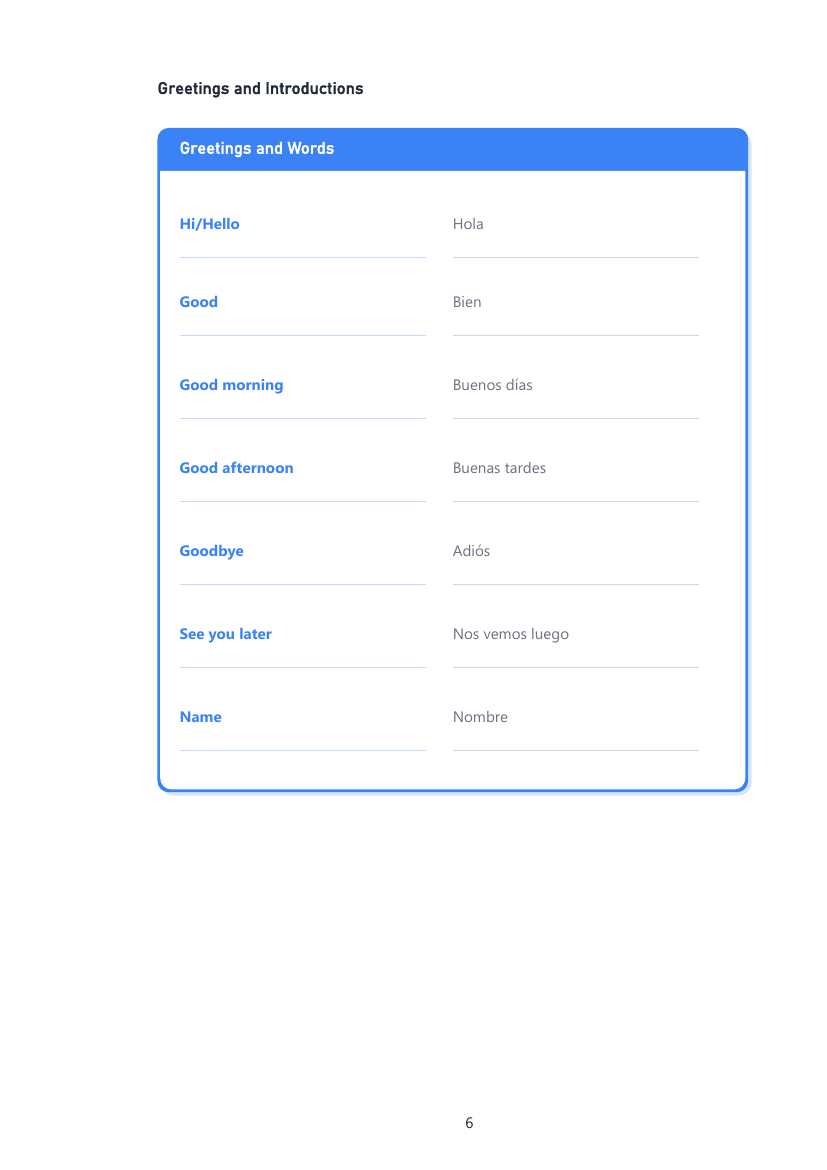 Greetings and Introductions
Greetings and Words
Hi/Hello Hola
Good Bien
Good morning Buenos días
Good afternoon Buenas tardes
Goodbye Adiós
See you later Nos vemos luego
Name Nombre
6